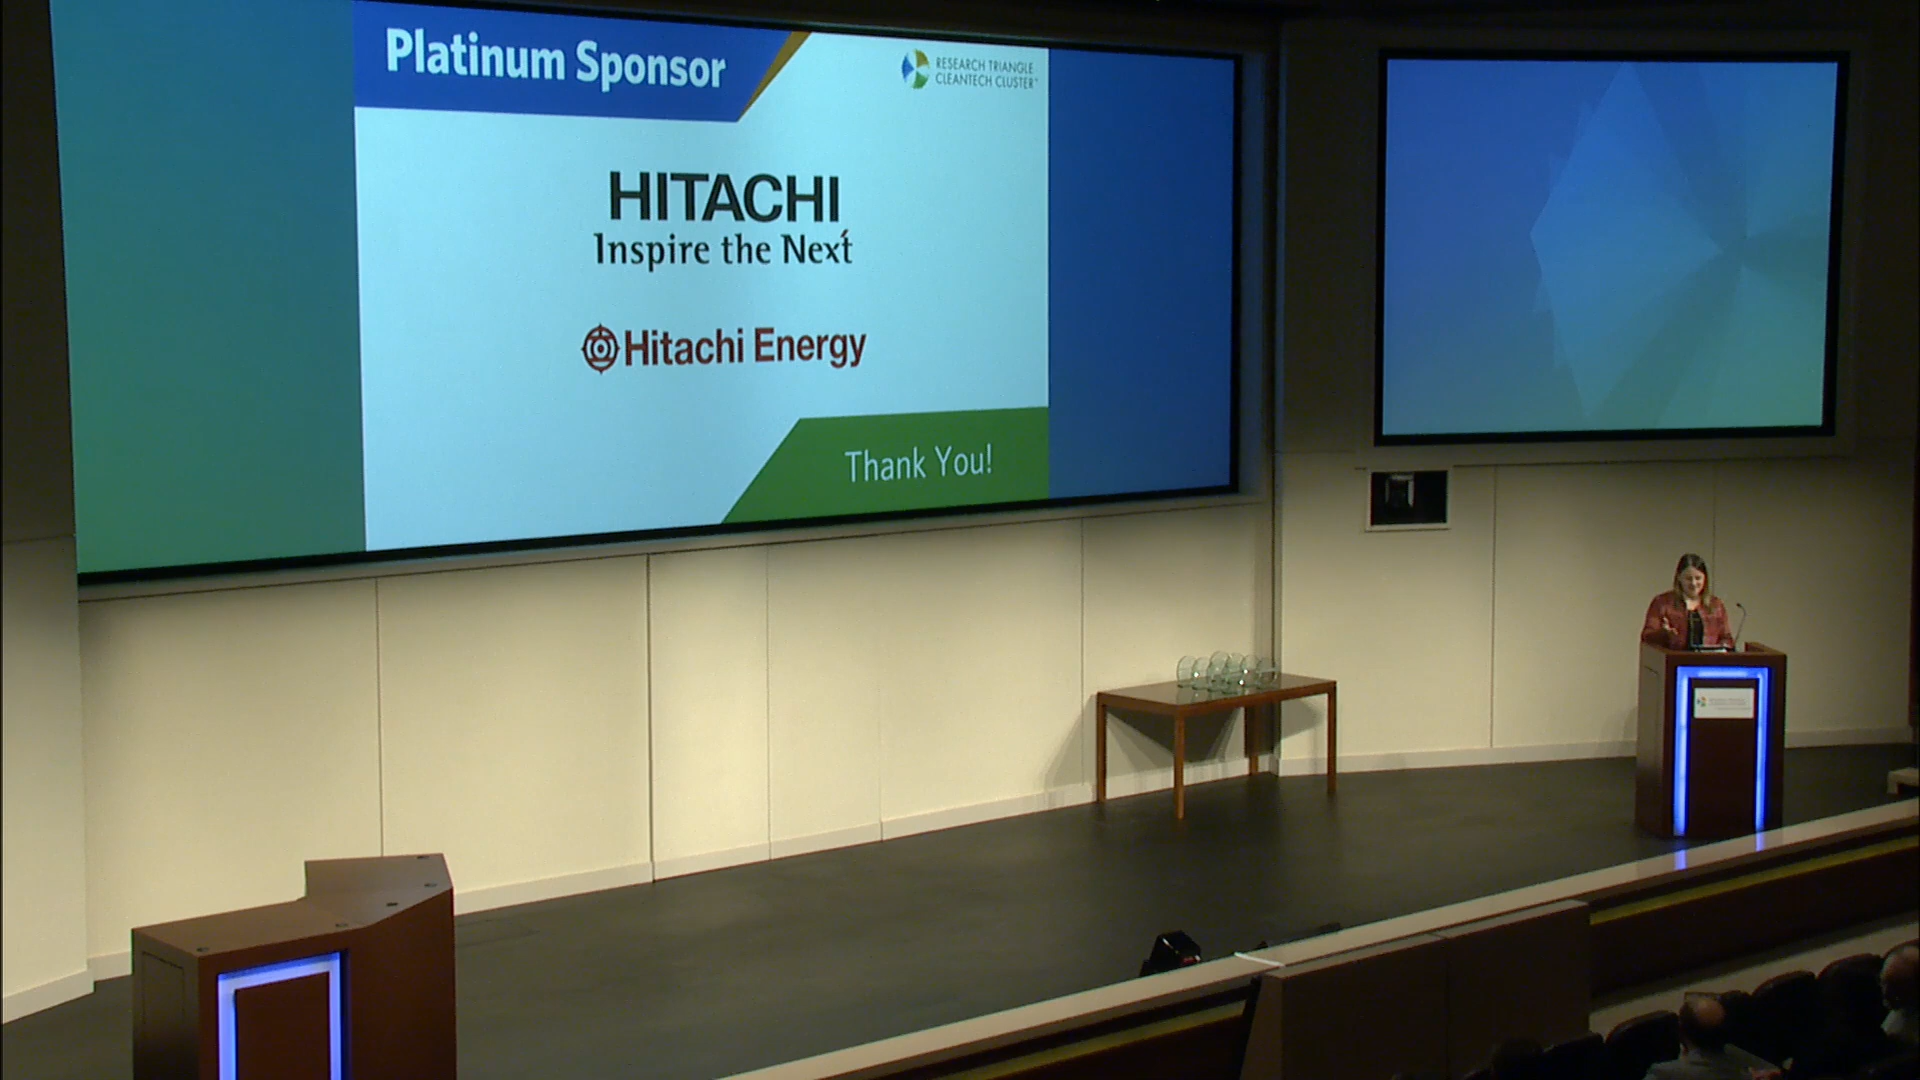 Platinum Sponsor
RESEARCH TRIANGLE
CLEANTECH CLUSTER
HITACHI
Inspire the Next
Hitachi Energy
Thank You!